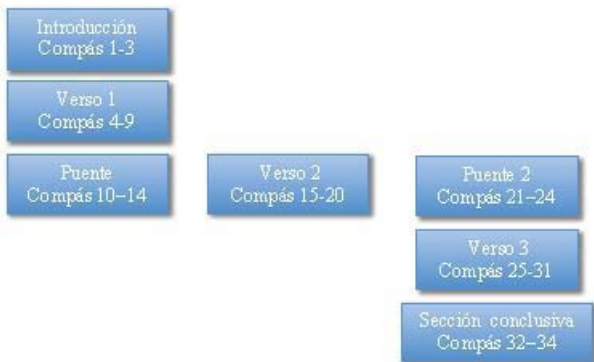 Introducción
Compás 1-3
Verso 1
Compás 4-9
Puente
Compás 10–14
Verso 2
Compás 15-20
Puente 2
Compás 21–24
Verso 3
Compás 25-31
Sección conclusiva
Compás 32–34